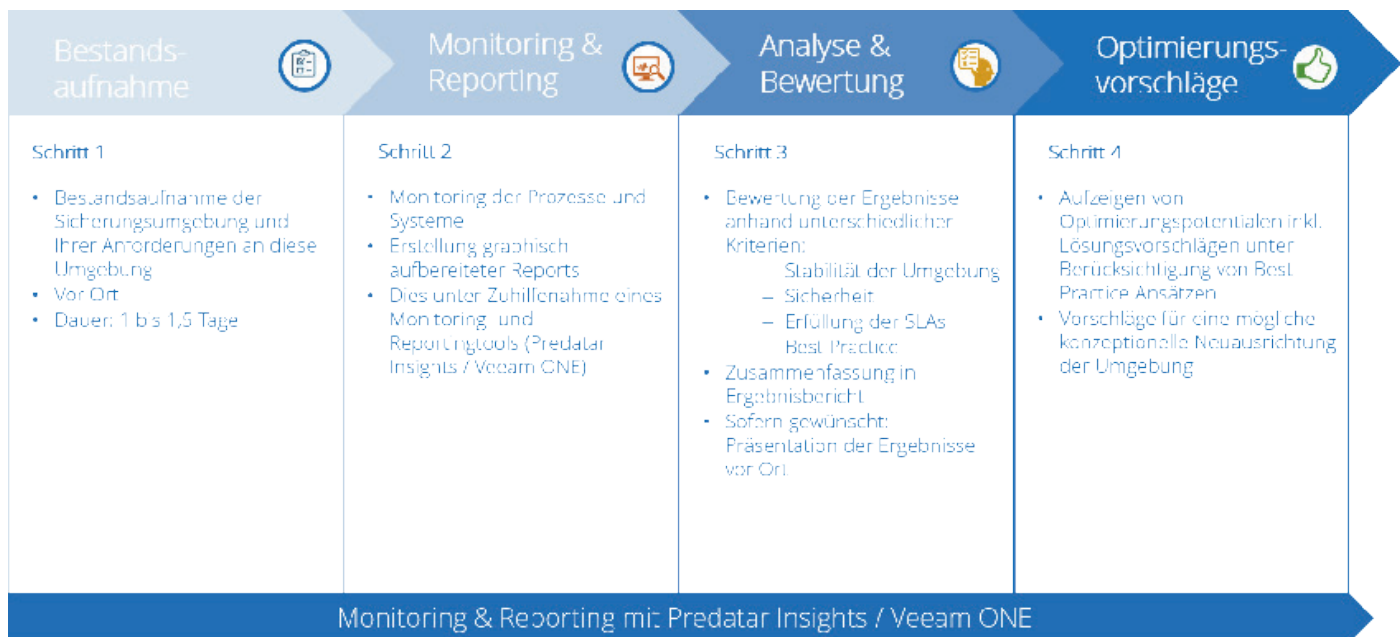 Bestands-
aufnahme
Monitoring &
Reporting
Analyse &
Bewertung
Optimierungs-
vorschläge
Schritt 1
• Bestandsaufnahme der
Sicherungsumgebung und
Ihrer Anforderungen an diese
Umgebung
• Vor Ort
• Dauer: 1 bis 1,5 Tage
Schritt 2
• Monitoring der Prozesse und
Systeme
• Erstellung graphisch
aufbereiteter Reports
• Dies unter Zuhilfenahme eines
Monitoring und
Reportingtools (Predatar
Insights / Veeam ONE)
Schritt 3
• Bewertung der Ergebnisse
anhand unterschiedlicher
Kriterien:
Stabilität der Umgebung
– Sicherheit
– Erfüllung der SLAs
Best Practice
• Zusammenfassung in
Ergebnisbericht
• Sofern gewünscht:
Präsentation der Ergebnisse
vor Ort
Schritt 4
• Aufzeigen von
Optimierungspotentialen inkl.
Lösungsvorschlägen unter
Berücksichtigung von Best
Practice Ansätzen
• Vorschläge für eine mögliche
konzeptionelle Neuausrichtung
der Umgebung
Monitoring & Reporting mit Predatar Insights / Veeam ONE